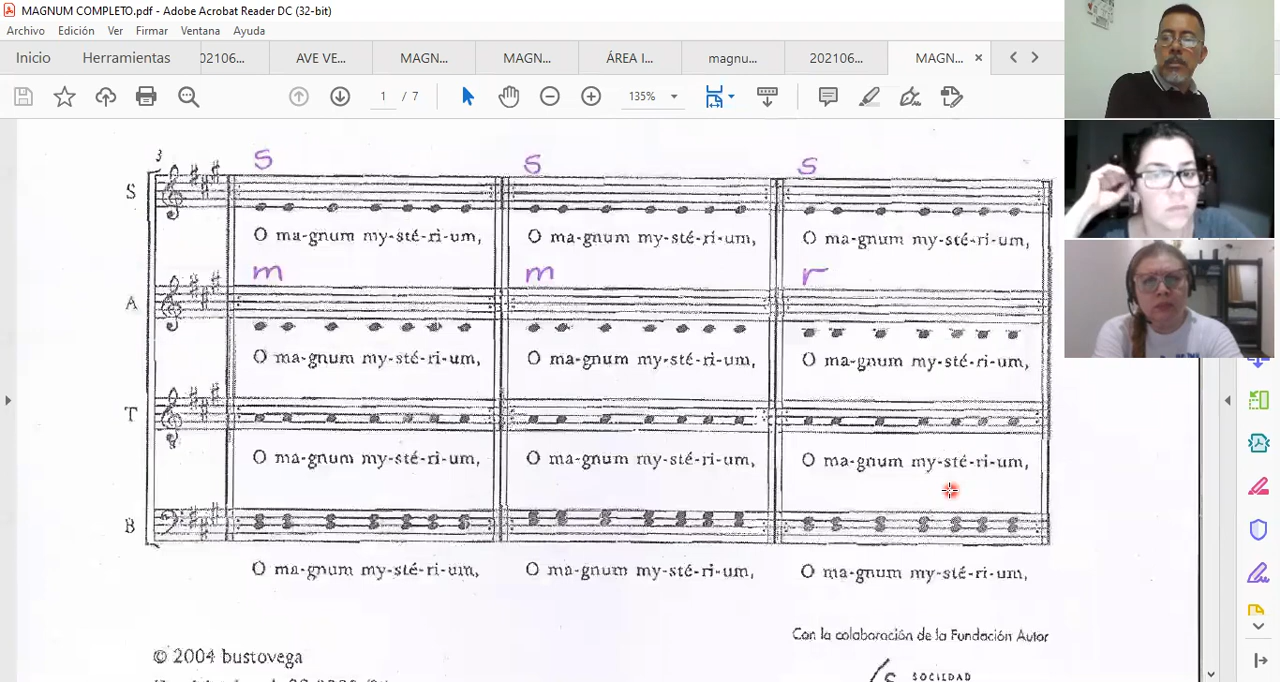 MAGNUM COMPLETO.pdf - Adobe Acrobat Reader DC (32-bit)
Archivo Edición Ver Firmar Ventana Ayuda
Inicio Herramientas 02106... AVE VE... MAGN... MAGN... ÁREA I... magnu... 202106... MAGN... ×
1 / 7 135%
3
S S S
S
O ma-gnum my-sté-ri-um, O ma-gnum my-sté-ri-um, O ma-gnum my-sté-ri-um,
m m r
A
O ma-gnum my-sté-ri-um, O ma-gnum my-sté-ri-um, O ma-gnum my-sté-ri-um,
T
O ma-gnum my-sté-ri-um, O ma-gnum my-sté-ri-um, O ma-gnum my-sté-ri-um,
B
O ma-gnum my-sté-ri-um, O ma-gnum my-sté-ri-um, O ma-gnum my-sté-ri-um,
Con la colaboración de la Fundación Autor
© 2004 bustovega
SOCIEDAD